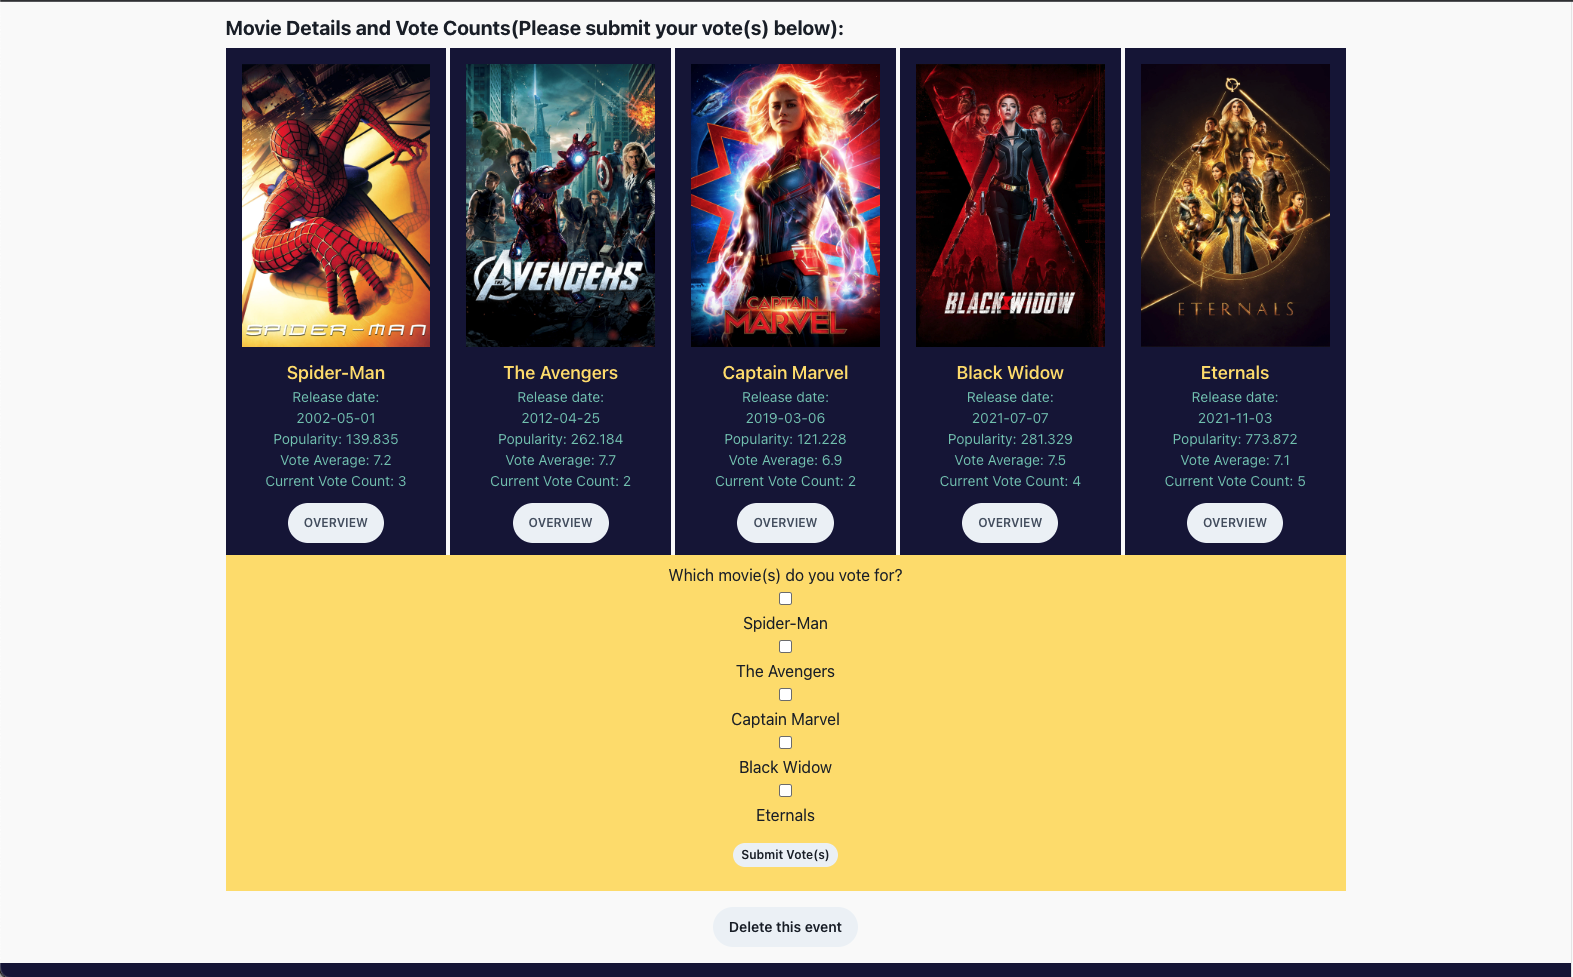 Movie Details and Vote Counts(Please submit your vote(s) below):
SPIDER-MAN
THE AVENGERS
CAPTAIN
MARVEL
BLACK WIDOW
ETERNALS
Spider-Man
Release date:
2002-05-01
Popularity: 139.835
Vote Average: 7.2
Current Vote Count: 3
OVERVIEW
The Avengers
Release date:
2012-04-25
Popularity: 262.184
Vote Average: 7.7
Current Vote Count: 2
OVERVIEW
Captain Marvel
Release date:
2019-03-06
Popularity: 121.228
Vote Average: 6.9
Current Vote Count: 2
OVERVIEW
Black Widow
Release date:
2021-07-07
Popularity: 281.329
Vote Average: 7.5
Current Vote Count: 4
OVERVIEW
Eternals
Release date:
2021-11-03
Popularity: 773.872
Vote Average: 7.1
Current Vote Count: 5
OVERVIEW
Which movie(s) do you vote for?
Spider-Man
The Avengers
Captain Marvel
Black Widow
Eternals
Submit Vote(s)
Delete this event